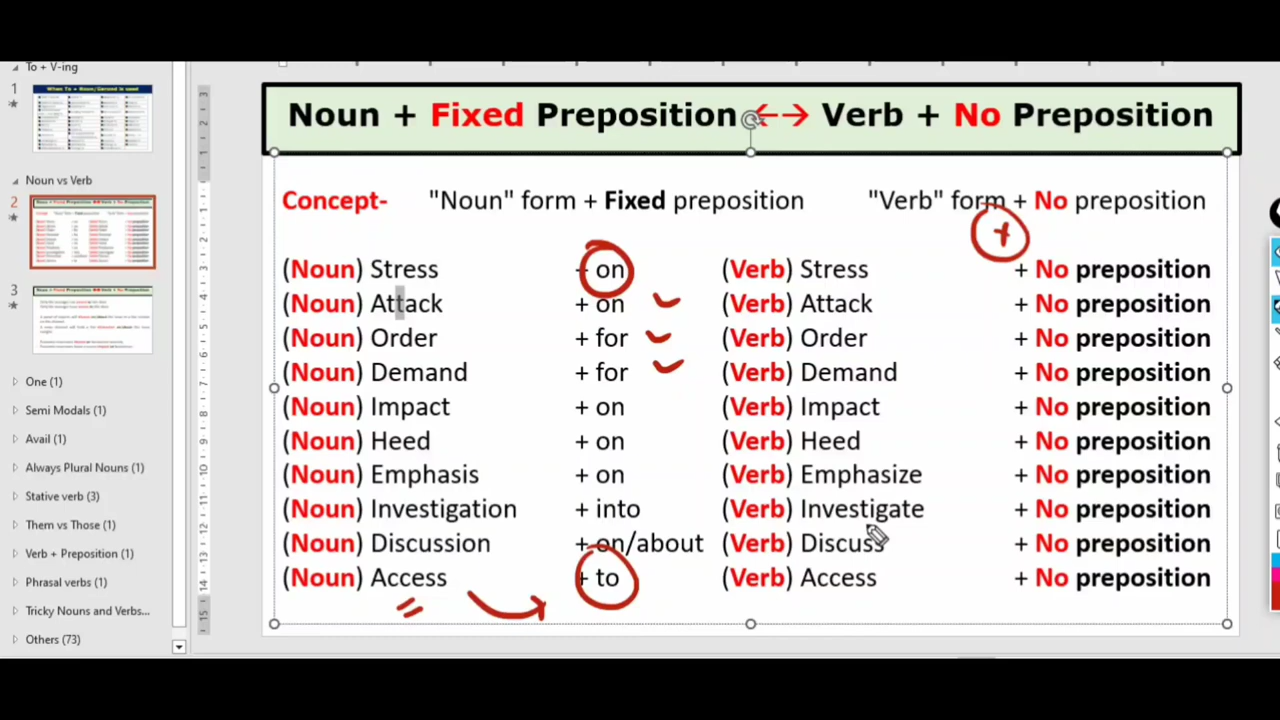 To + V-ing
1
Noun vs Verb
2
3
One (1)
Semi Modals (1)
Avail (1)
Always Plural Nouns (1)
Stative verb (3)
Them vs Those (1)
Verb + Preposition (1)
Phrasal verbs (1)
Tricky Nouns and Verbs...
Others (73)
Noun + Fixed Preposition ←→ Verb + No Preposition
Concept- "Noun" form + Fixed preposition "Verb" form + No preposition
+
(Noun) Stress + on (Verb) Stress + No preposition
(Noun) Attack + on (Verb) Attack + No preposition
(Noun) Order + for (Verb) Order + No preposition
(Noun) Demand + for (Verb) Demand + No preposition
(Noun) Impact + on (Verb) Impact + No preposition
(Noun) Heed + on (Verb) Heed + No preposition
(Noun) Emphasis + on (Verb) Emphasize + No preposition
(Noun) Investigation + into (Verb) Investigate + No preposition
(Noun) Discussion + on/about (Verb) Discuss + No preposition
(Noun) Access + to (Verb) Access + No preposition